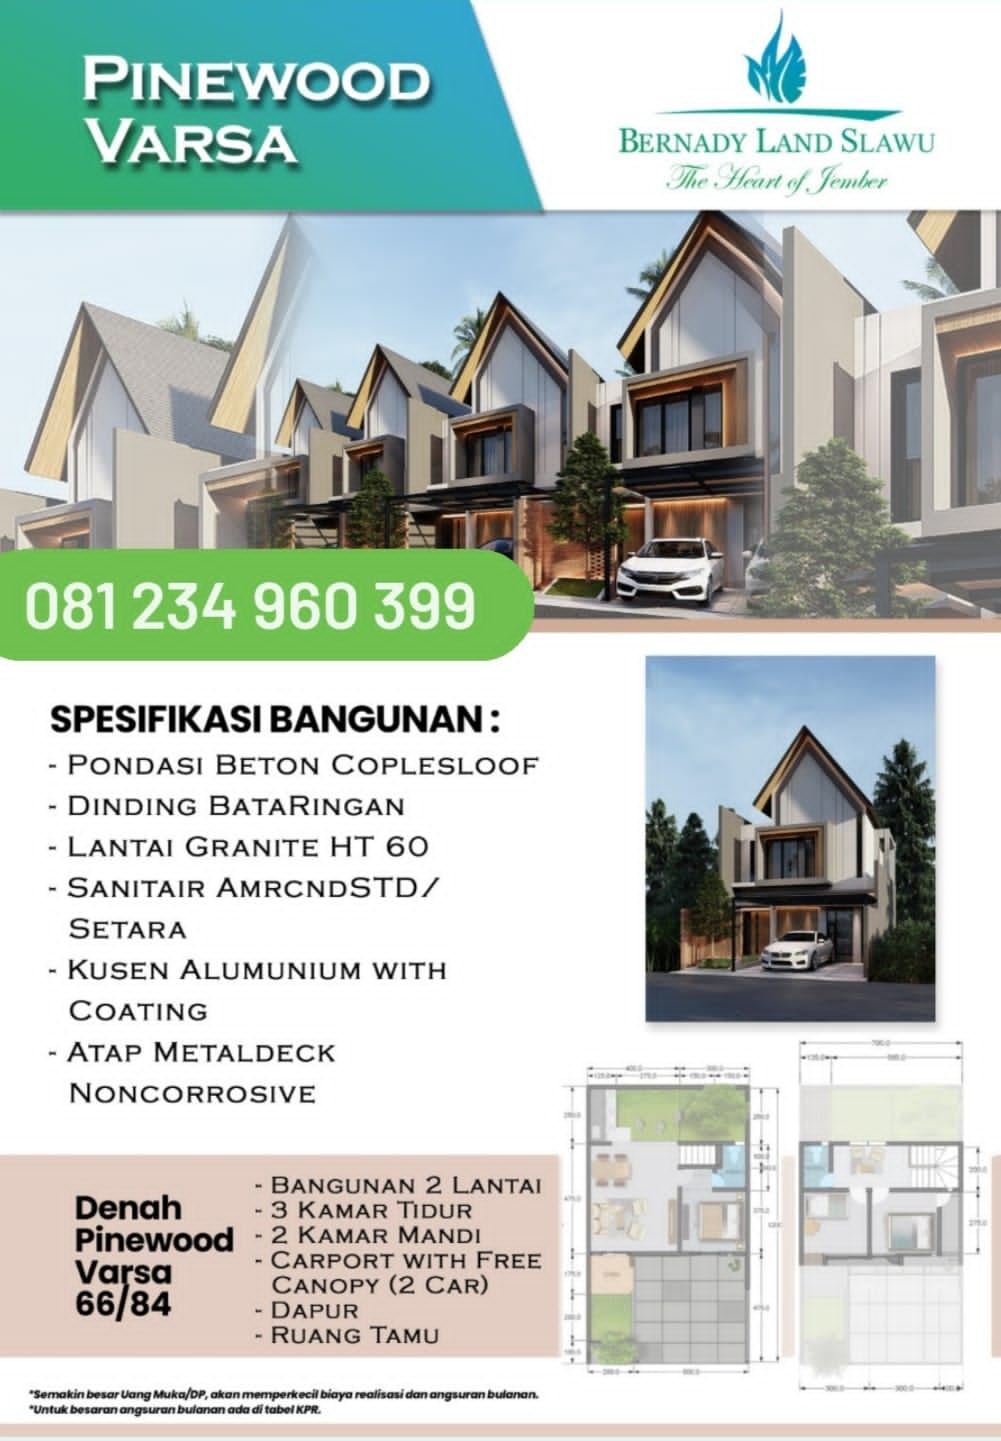 PINEWOOD
VARSA
BERNADY LAND SLAWU
The Heart of Jember
081 234 960 399
SPESIFIKASI BANGUNAN :
- PONDASI BETON COPLESLOOF
- DINDING BATARINGAN
- LANTAI GRANITE HT 60
- SANITAIR AMRCNDSTD/
SETARA
- KUSEN ALUMUNIUM WITH
COATING
- ATAP METALDECK
NONCORROSIVE
Denah
Pinewood
Varsa
66/84
- BANGUNAN 2 LANTAI
- 3 KAMAR TIDUR
- 2 KAMAR MANDI
- CARPORT WITH FREE
CANOPY (2 CAR)
- DAPUR
- RUANG TAMU
*Semakin besar Uang Muka/DP, akan memperkecil biaya realisasi dan angsuran bulanan.
*Untuk besaran angsuran bulanan ada di tabel KPR.